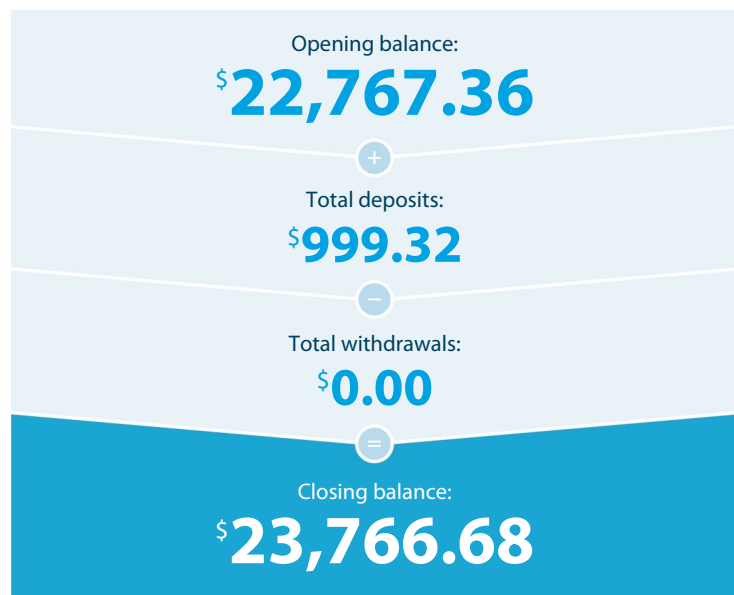 Opening balance:
$22,767.36
+
Total deposits:
$999.32
−
Total withdrawals:
$0.00
=
Closing balance:
$23,766.68